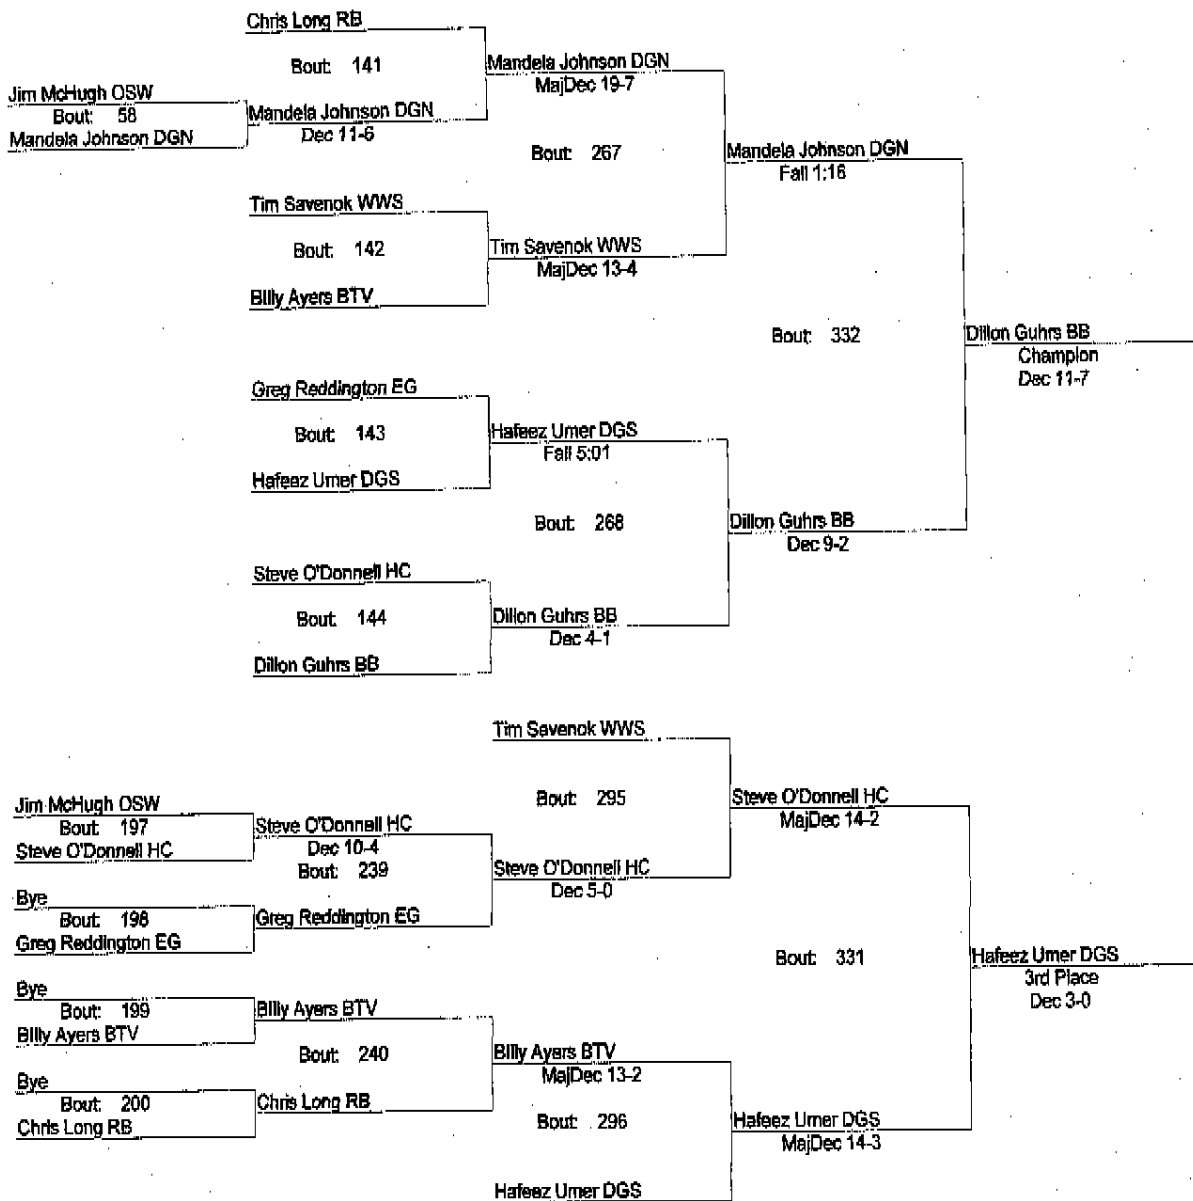 Chris Long RB
Bout: 141
Mandela Johnson DGN
MajDec 19-7
Jim McHugh OSW
Bout: 58
Mandela Johnson DGN
Mandela Johnson DGN
Dec 11-6
Bout: 267
Mandela Johnson DGN
Fall 1:16
Tim Savenok WWS
Bout: 142
Tim Savenok WWS
MajDec 13-4
Billy Ayers BTV
Bout: 332
Dillon Guhrs BB
Champion
Dec 11-7
Greg Reddington EG
Bout: 143
Hafeez Umer DGS
Fall 5:01
Hafeez Umer DGS
Bout: 268
Dillon Guhrs BB
Dec 9-2
Steve O'Donnell HC
Bout: 144
Dillon Guhrs BB
Dec 4-1
Dillon Guhrs BB
Tim Savenok WWS
Bout: 295
Steve O'Donnell HC
MajDec 14-2
Jim McHugh OSW
Bout: 197
Steve O'Donnell HC
Steve O'Donnell HC
Dec 10-4
Bout: 239
Steve O'Donnell HC
Dec 5-0
Bye
Bout: 198
Greg Reddington EG
Greg Reddington EG
Bout: 331
Hafeez Umer DGS
3rd Place
Dec 3-0
Bye
Bout: 199
Billy Ayers BTV
Billy Ayers BTV
Bout: 240
Billy Ayers BTV
MajDec 13-2
Bye
Bout: 200
Chris Long RB
Chris Long RB
Bout: 296
Hafeez Umer DGS
MajDec 14-3
Hafeez Umer DGS